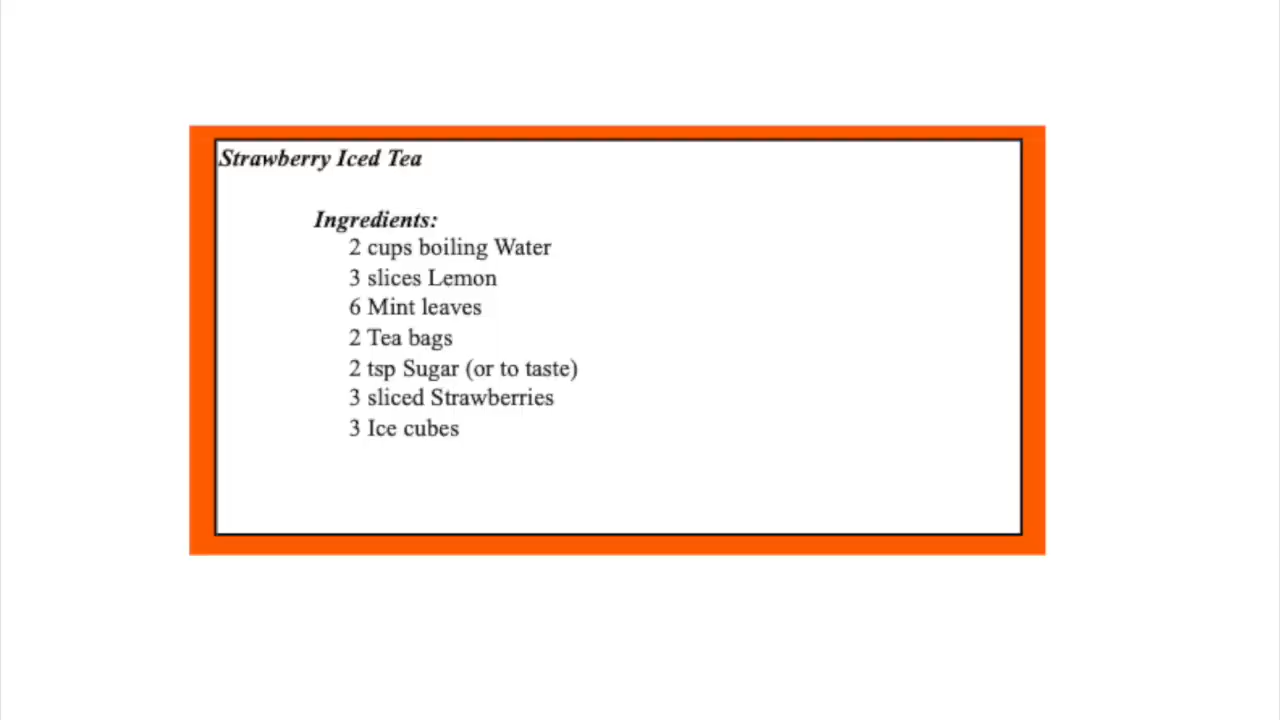 Strawberry Iced Tea
Ingredients:
2 cups boiling Water
3 slices Lemon
6 Mint leaves
2 Tea bags
2 tsp Sugar (or to taste)
3 sliced Strawberries
3 Ice cubes